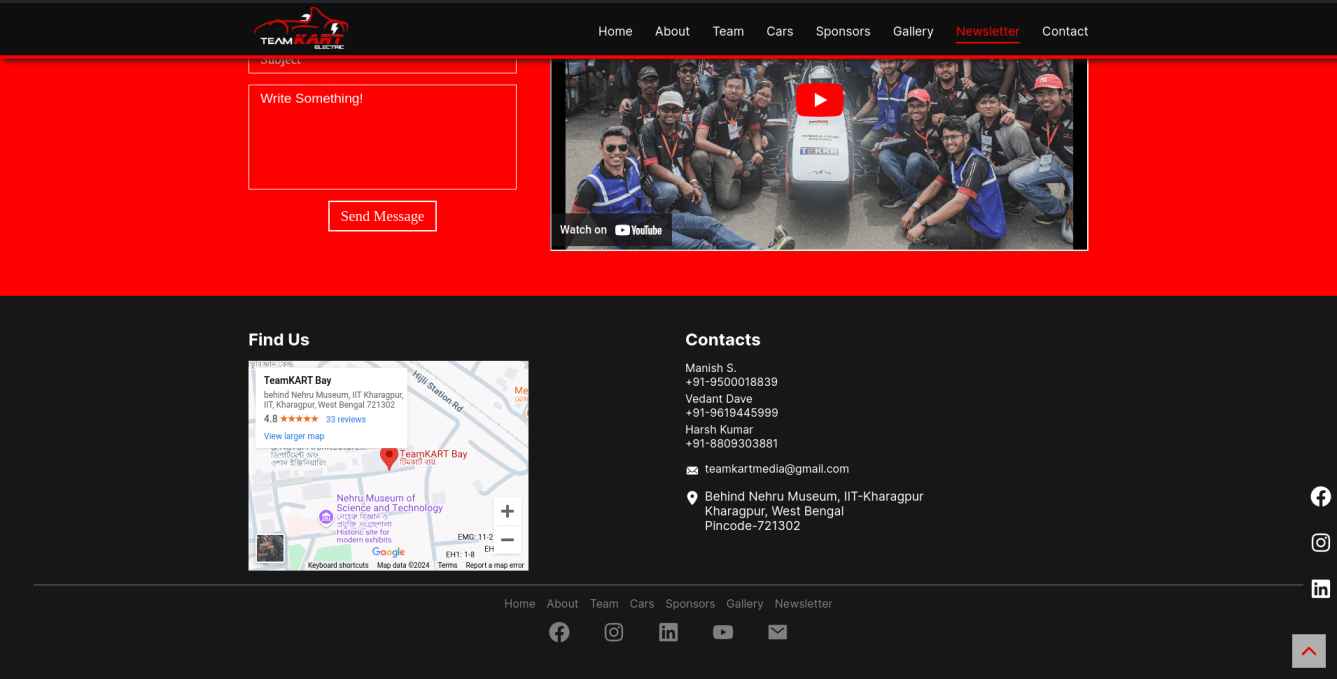 TEAM KART
ELECTRIC
Home About Team Cars Sponsors Gallery Newsletter Contact
Subject
Write Something!
Send Message
TEKKR
Watch on YouTube
Find Us
TeamKART Bay
behind Nehru Museum, IIT Kharagpur,
IIT, Kharagpur, West Bengal 721302
4.8 ★★★★★ 33 reviews
View larger map
Hijli Station Rd
Me
TeamKART Bay
টিমকার্ট বায়
Nehru Museum of
Science and Technology
Historic site for
modern exhibits
EMG: 11-2
EH
EH1: 1-8
Google
Keyboard shortcuts Map data ©2024 Terms Report a map error
Contacts
Manish S.
+91-9500018839
Vedant Dave
+91-9619445999
Harsh Kumar
+91-8809303881
teamkartmedia@gmail.com
Behind Nehru Museum, IIT-Kharagpur
Kharagpur, West Bengal
Pincode-721302
Home About Team Cars Sponsors Gallery Newsletter